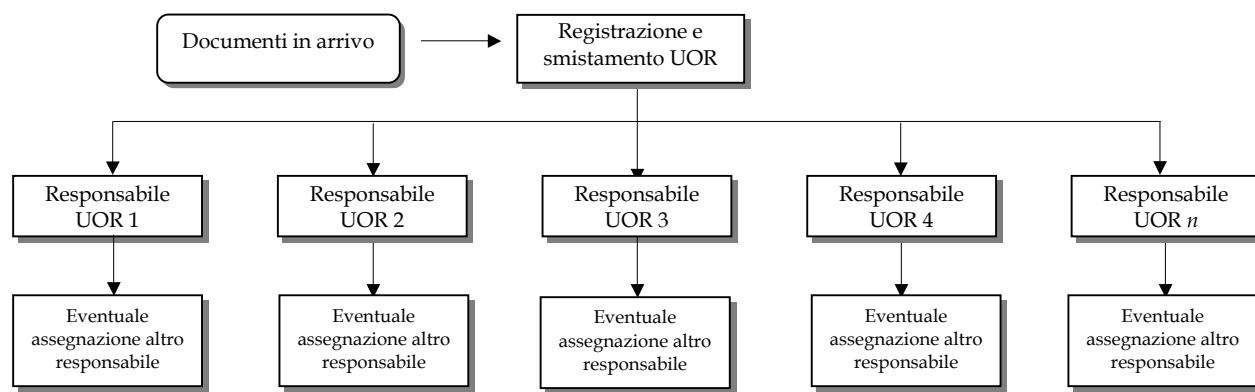 Documenti in arrivo
Registrazione e
smistamento UOR
Responsabile
UOR 1
Responsabile
UOR 2
Responsabile
UOR 3
Responsabile
UOR 4
Responsabile
UOR n
Eventuale
assegnazione altro
responsabile
Eventuale
assegnazione altro
responsabile
Eventuale
assegnazione altro
responsabile
Eventuale
assegnazione altro
responsabile
Eventuale
assegnazione altro
responsabile